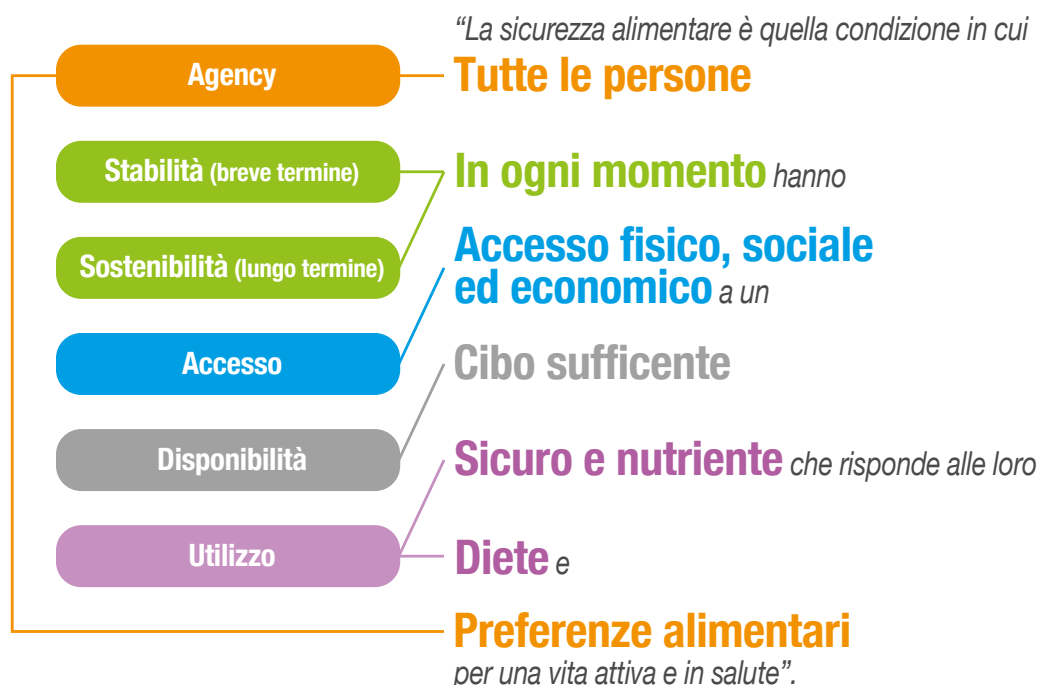 "La sicurezza alimentare è quella condizione in cui
Agency
Tutte le persone
Stabilità (breve termine)
In ogni momento hanno
Sostenibilità (lungo termine)
Accesso fisico, sociale
ed economico a un
Accesso
Cibo sufficente
Disponibilità
Sicuro e nutriente che risponde alle loro
Utilizzo
Diete e
Preferenze alimentari
per una vita attiva e in salute".